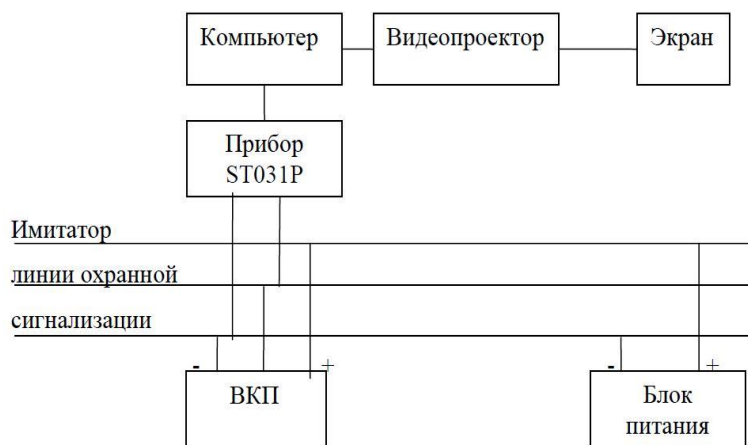 Компьютер
Видеопроектор
Экран
Прибор
ST031P
Имитатор
линии охранной
сигнализации
-
+
-
+
ВКП
Блок
питания